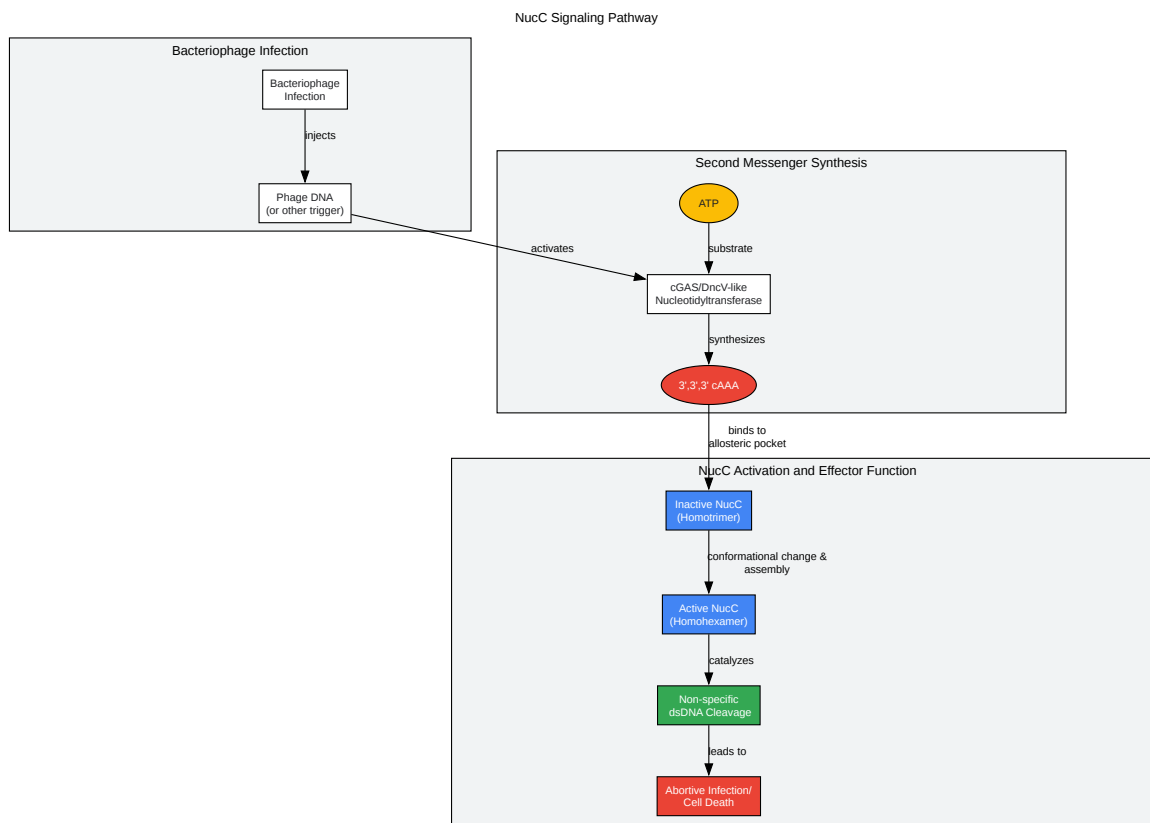 NucC Signaling Pathway
Bacteriophage Infection
Bacteriophage
Infection
injects
Phage DNA
(or other trigger)
activates
Second Messenger Synthesis
ATP
substrate
cGAS/DncV-like
Nucleotidyltransferase
synthesizes
3',3',3' cAAA
binds to
allosteric pocket
NucC Activation and Effector Function
Inactive NucC
(Homotrimer)
conformational change &
assembly
Active NucC
(Homohexamer)
catalyzes
Non-specific
dsDNA Cleavage
leads to
Abortive Infection/
Cell Death